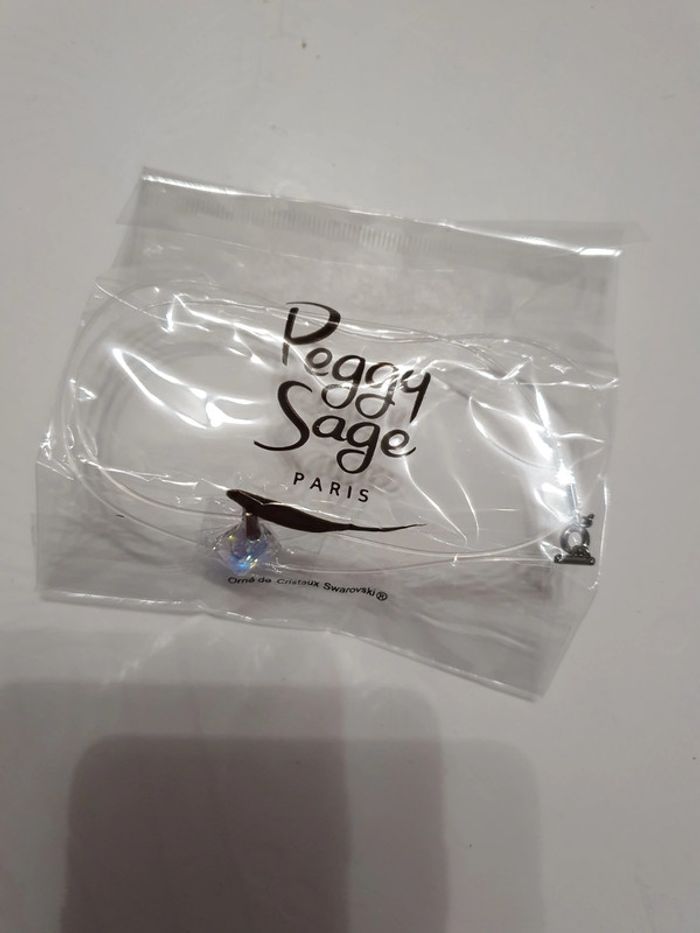 Peggy
Sage
PARIS
Orné de Cristaux Swarovski®